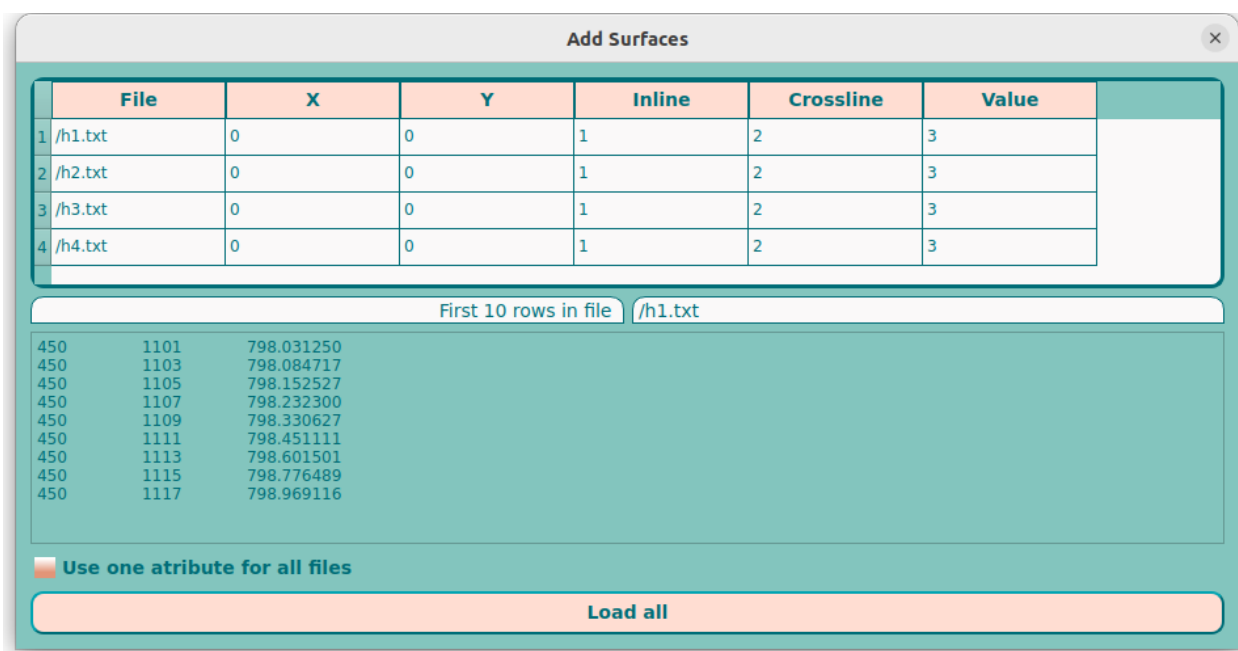 Add Surfaces ×
File X Y Inline Crossline Value
1 /h1.txt 0 0 1 2 3
2 /h2.txt 0 0 1 2 3
3 /h3.txt 0 0 1 2 3
4 /h4.txt 0 0 1 2 3
First 10 rows in file /h1.txt
450 1101 798.031250
450 1103 798.084717
450 1105 798.152527
450 1107 798.232300
450 1109 798.330627
450 1111 798.451111
450 1113 798.601501
450 1115 798.776489
450 1117 798.969116
Use one atribute for all files
Load all